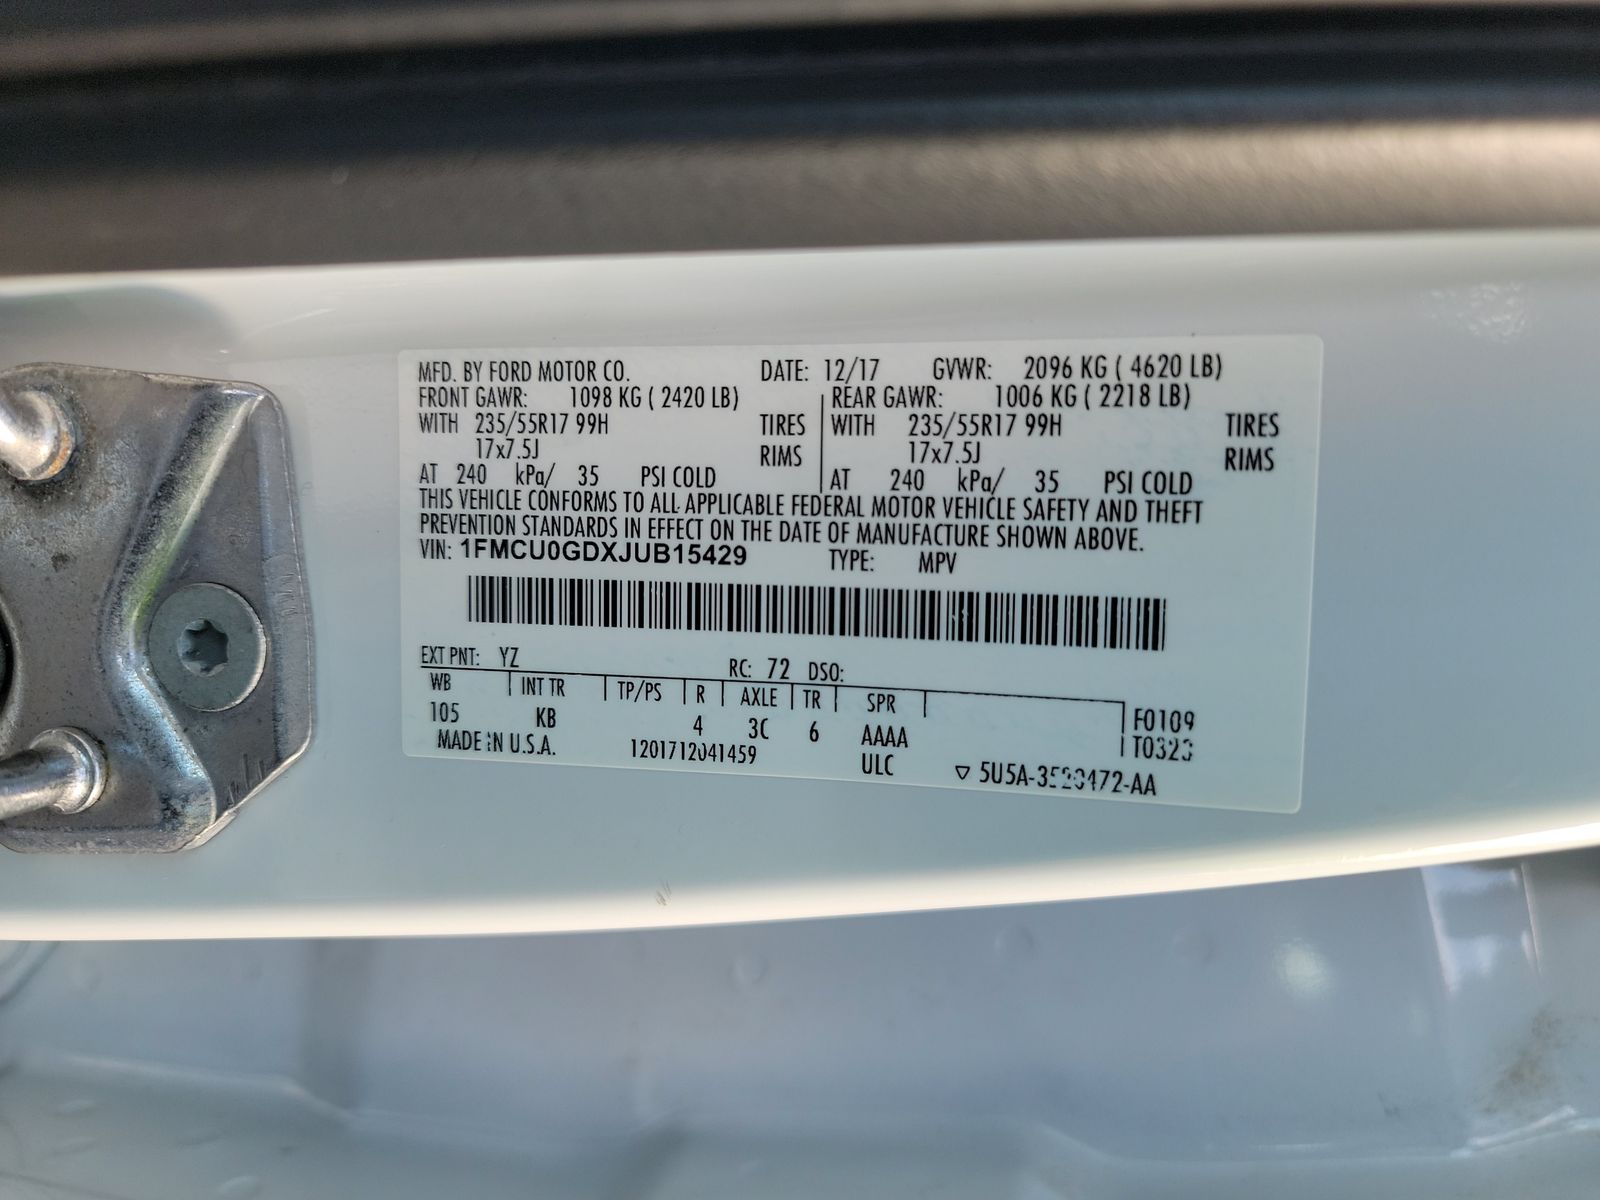 MFD. BY FORD MOTOR CO. DATE: 12/17 GVWR: 2096 KG ( 4620 LB)
FRONT GAWR: 1098 KG ( 2420 LB) REAR GAWR: 1006 KG ( 2218 LB)
WITH 235/55R17 99H TIRES WITH 235/55R17 99H TIRES
17x7.5J RIMS 17x7.5J RIMS
AT 240 kPa/ 35 PSI COLD AT 240 kPa/ 35 PSI COLD
THIS VEHICLE CONFORMS TO ALL APPLICABLE FEDERAL MOTOR VEHICLE SAFETY AND THEFT
PREVENTION STANDARDS IN EFFECT ON THE DATE OF MANUFACTURE SHOWN ABOVE.
VIN: 1FMCU0GDXJUB15429 TYPE: MPV
EXT PNT: YZ RC: 72 DSO:
WB INT TR TP/PS R AXLE TR SPR
105 KB 4 3C 6 AAAA F0109
MADE IN U.S.A. 1201712041459 ULC T0323
▽